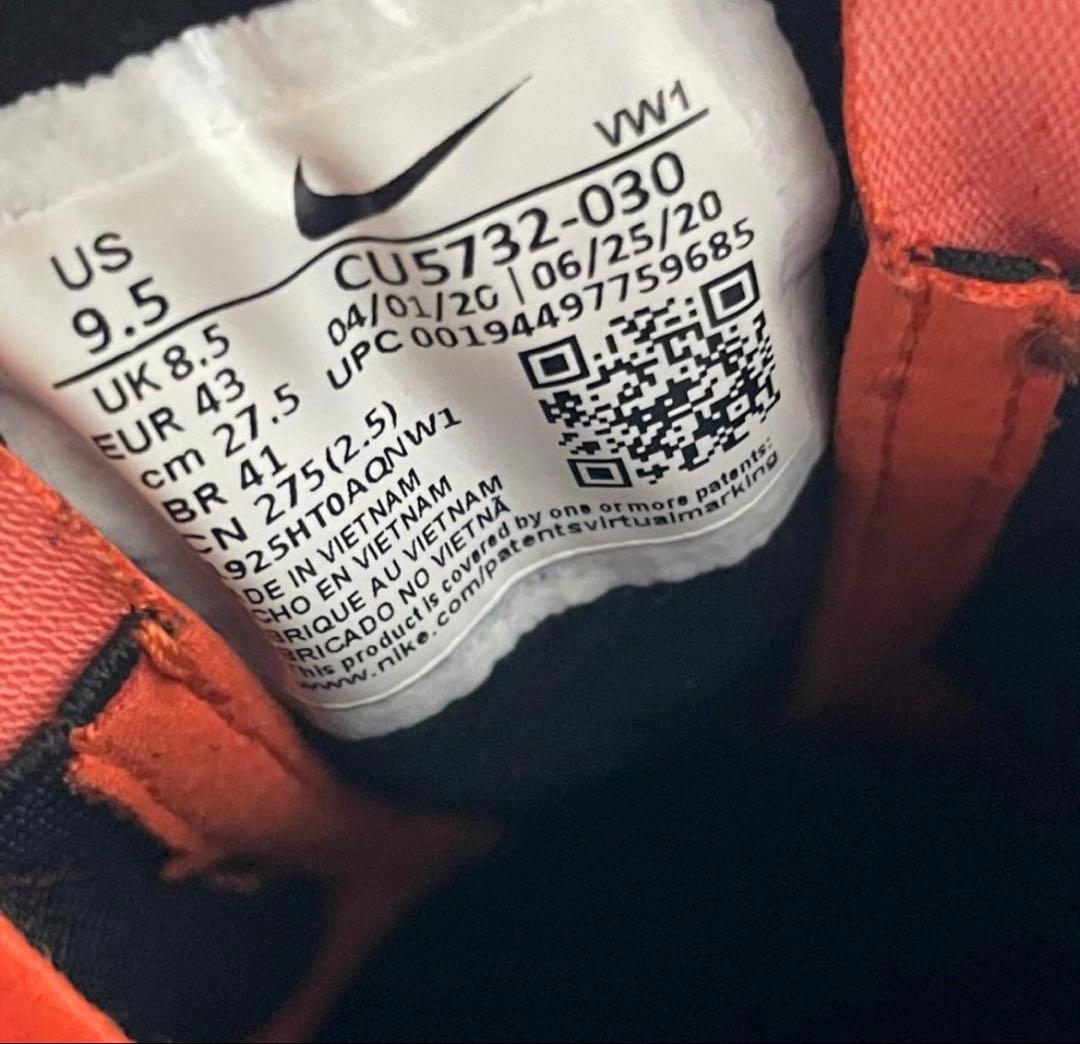 VW1
US
9.5
CU5732-030
04/01/20 | 06/25/20
UPC 00194497759685
UK 8.5
EUR 43
cm 27.5
BR 41
CN 275(2.5)
925HT0AQNW1
DE IN VIETNAM
CHO EN VIETNAM
BRIQUE AU VIETNAM
BRICADO NO VIETNÃ
his product is covered by one or more patents:
www.nike.com/patentsvirtualmarking